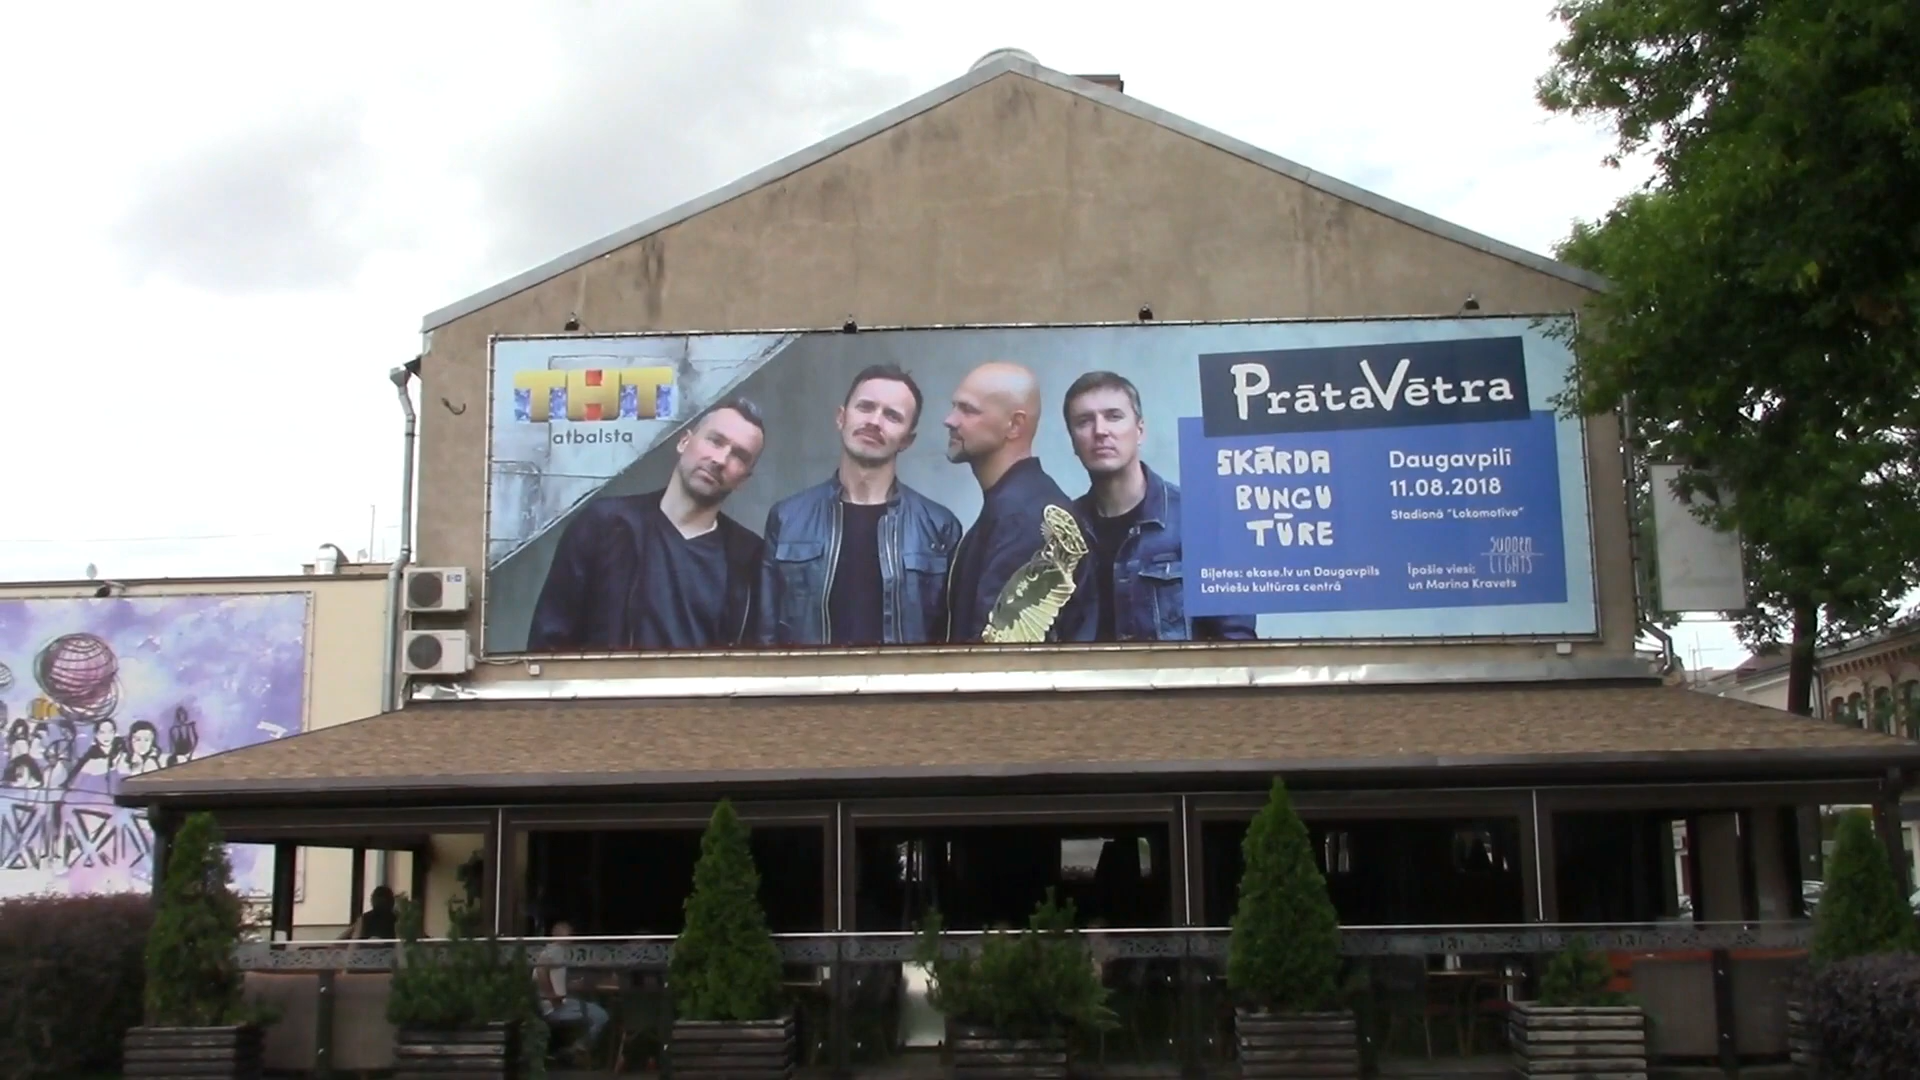 THT
atbalsta
PrātaVētra
SKĀRDA
BUNGU
TŪRE
Daugavpilī
11.08.2018
Stadionā "Lokomotive"
Biļetes: ekase.lv un Daugavpils
Latviešu kultūras centrā
Īpašie viesi:
SUDDEN
LIGHTS
un Marina Kravets